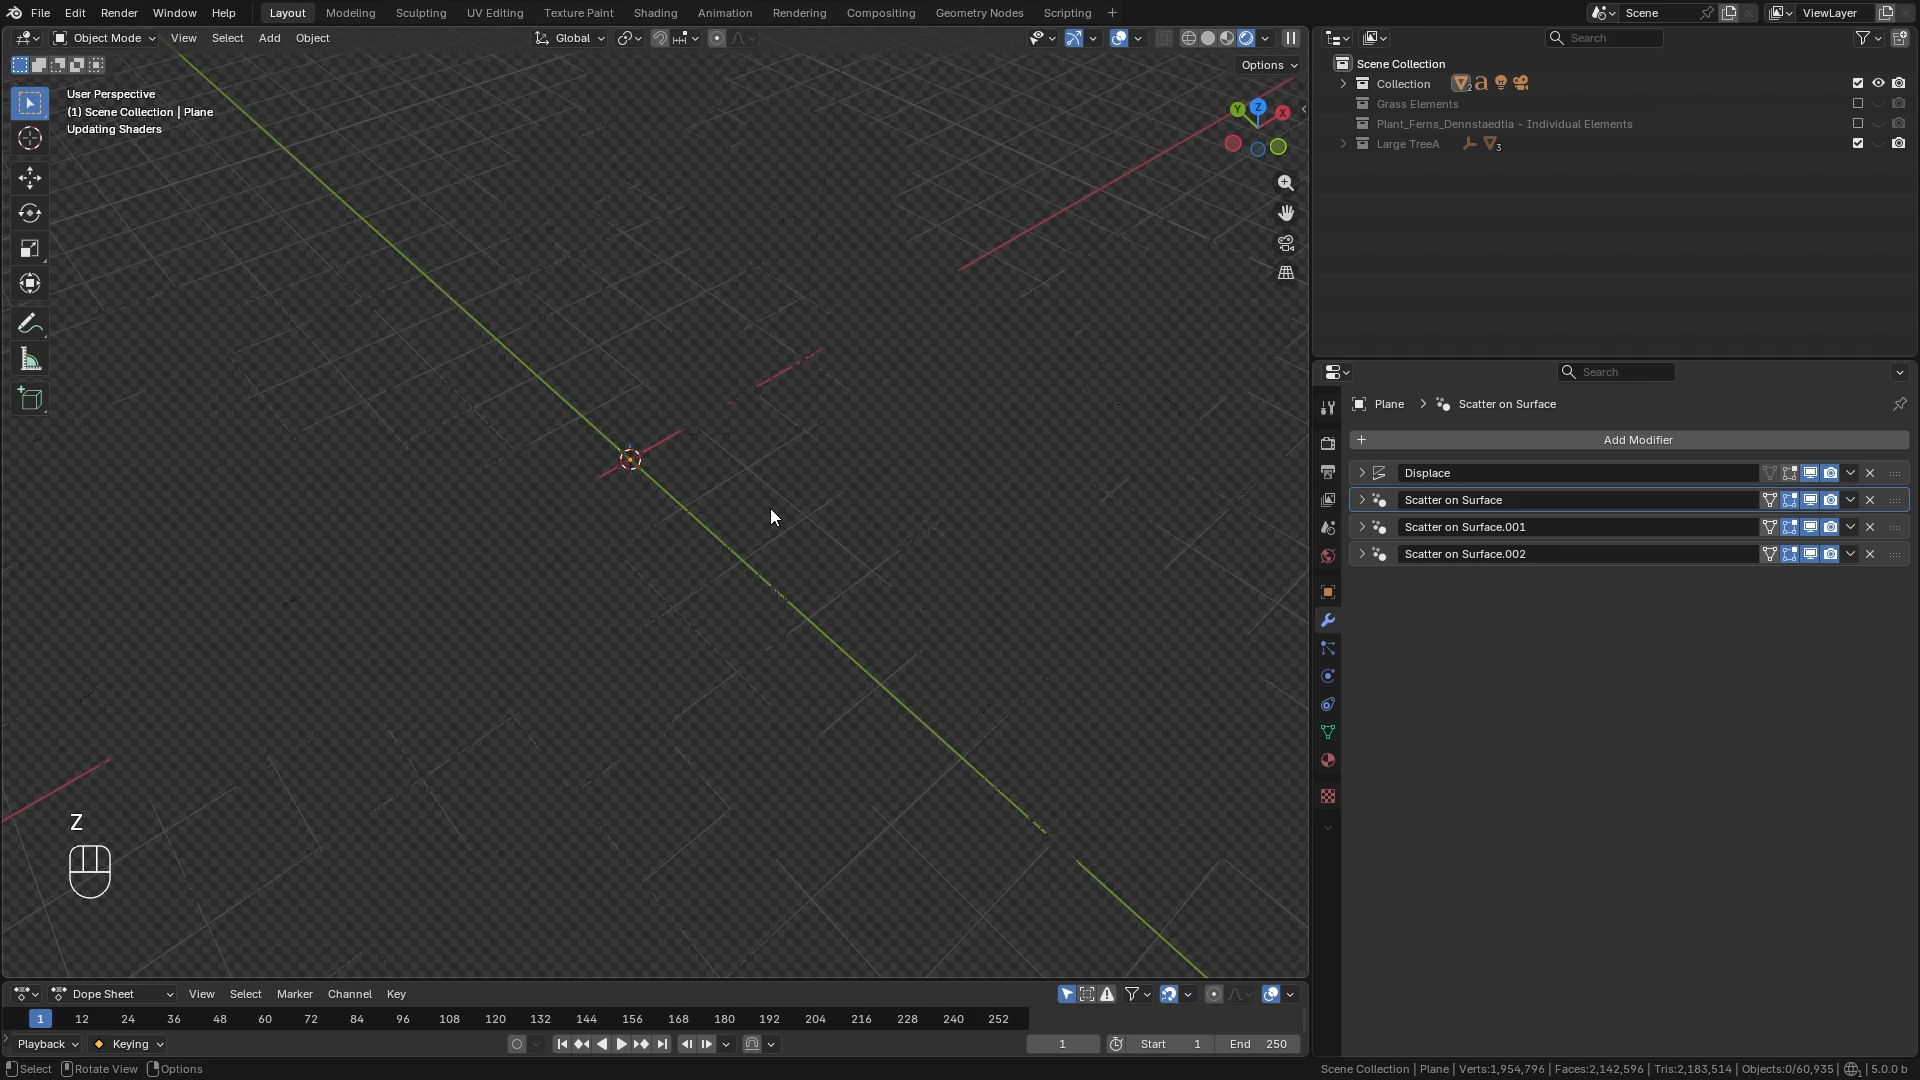 File Edit Render Window Help Layout Modeling Sculpting UV Editing Texture Paint Shading Animation Rendering Compositing Geometry Nodes Scripting Scene ViewLayer
Object Mode View Select Add Object Global Search
Options
User Perspective
(1) Scene Collection | Plane
Updating Shaders
Y Z X
Scene Collection
Collection 2
Grass Elements
Plant_Ferns_Dennstaedtia - Individual Elements
Large TreeA 3
Search
Plane Scatter on Surface
Add Modifier
Displace
Scatter on Surface
Scatter on Surface.001
Scatter on Surface.002
Z
Dope Sheet View Select Marker Channel Key
1 12 24 36 48 60 72 84 96 108 120 132 144 156 168 180 192 204 216 228 240 252
Playback Keying 1 Start 1 End 250
Select Rotate View Options Scene Collection | Plane | Verts:1,954,796 | Faces:2,142,596 | Tris:2,183,514 | Objects:0/60,935 | 5.0.0 b